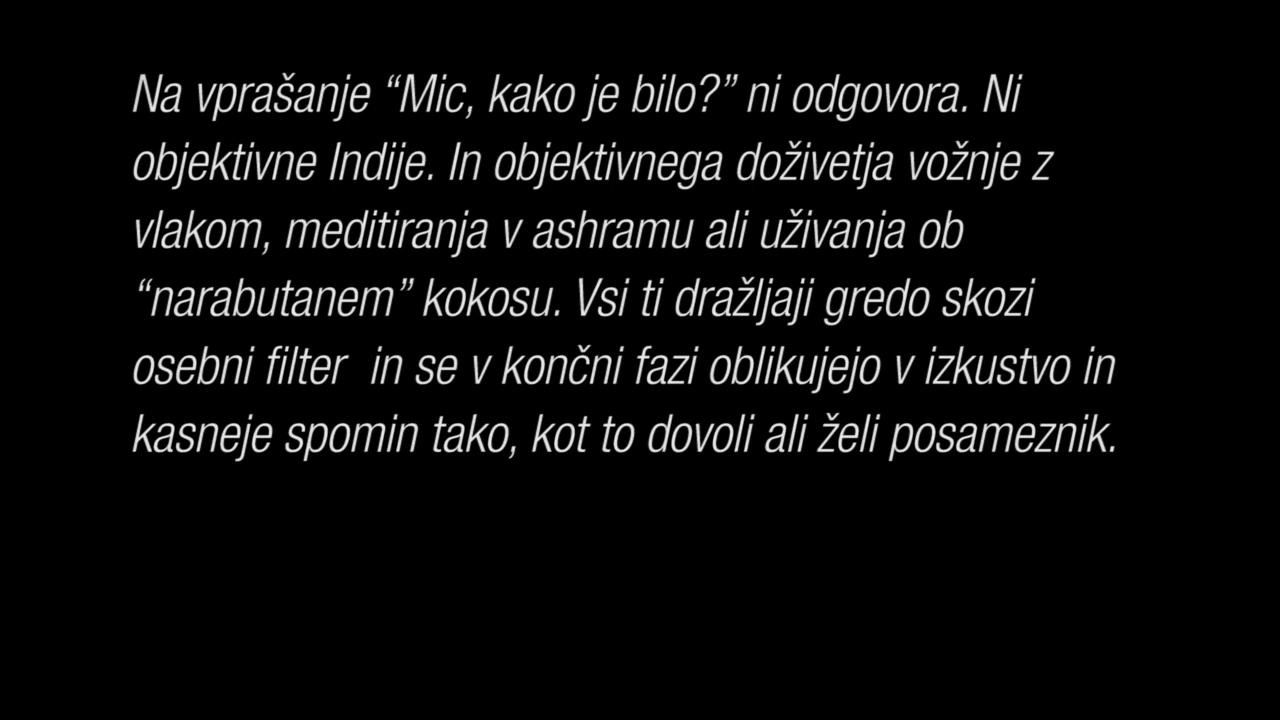 Na vprašanje “Mic, kako je bilo?” ni odgovora. Ni
objektivne Indije. In objektivnega doživetja vožnje z
vlakom, meditiranja v ashramu ali uživanja ob
“narabutanem” kokosu. Vsi ti dražljaji gredo skozi
osebni filter  in se v končni fazi oblikujejo v izkustvo in
kasneje spomin tako, kot to dovoli ali želi posameznik.